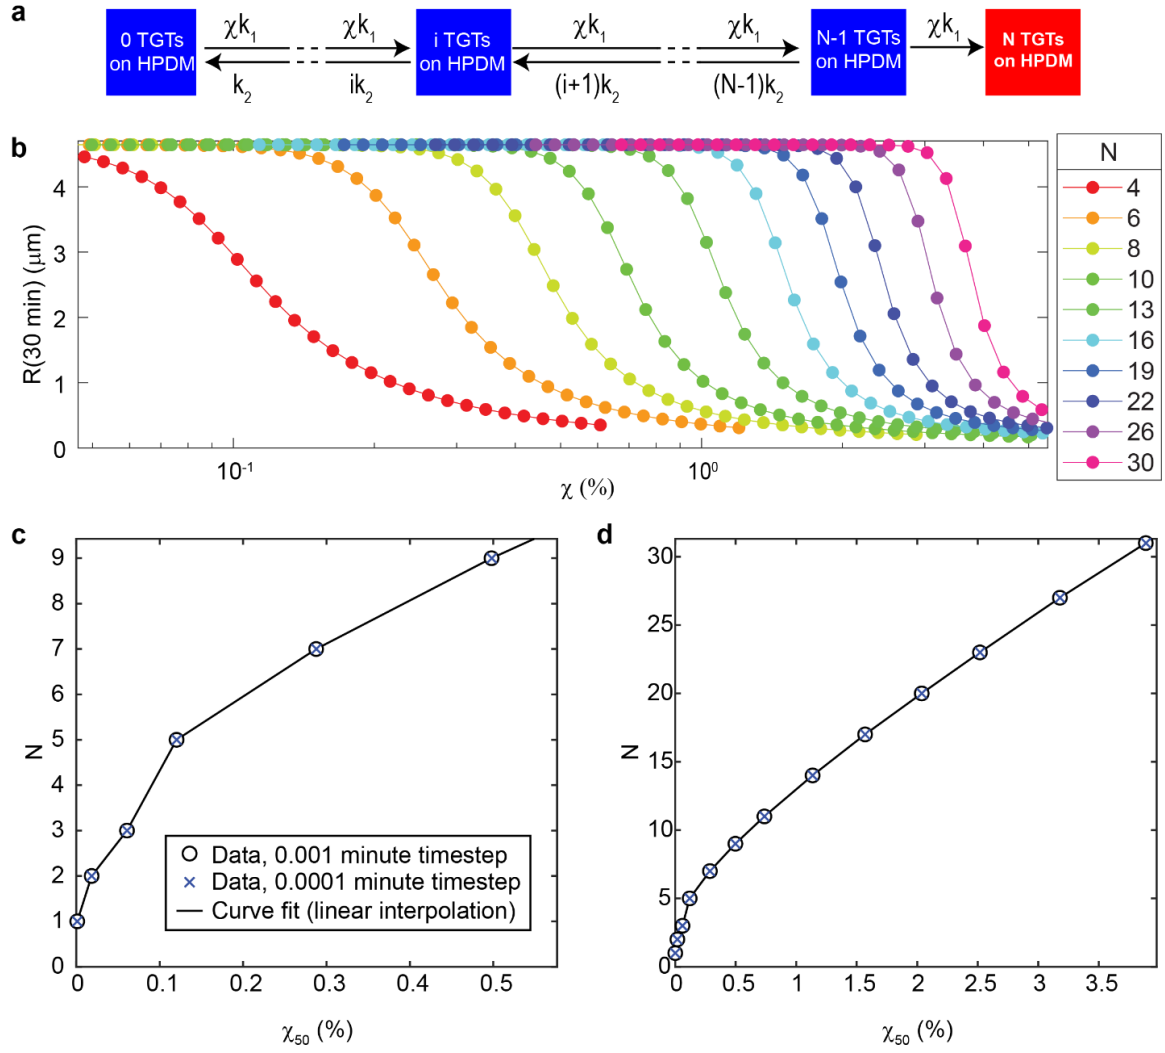 a
χk1 χk1 χk1 χk1 χk1
0 TGTs
on HPDM
i TGTs
on HPDM
N-1 TGTs
on HPDM
N TGTs
on HPDM
k2 ik2 (i+1)k2 (N-1)k2
b
R(30 min) (μm)
4
3
2
1
0
10-1 100
χ (%)
N
4
6
8
10
13
16
19
22
26
30
c
N
9
8
7
6
5
4
3
2
1
0
Data, 0.001 minute timestep
Data, 0.0001 minute timestep
Curve fit (linear interpolation)
0 0.1 0.2 0.3 0.4 0.5
χ50 (%)
d
N
30
25
20
15
10
5
0
0 0.5 1 1.5 2 2.5 3 3.5
χ50 (%)